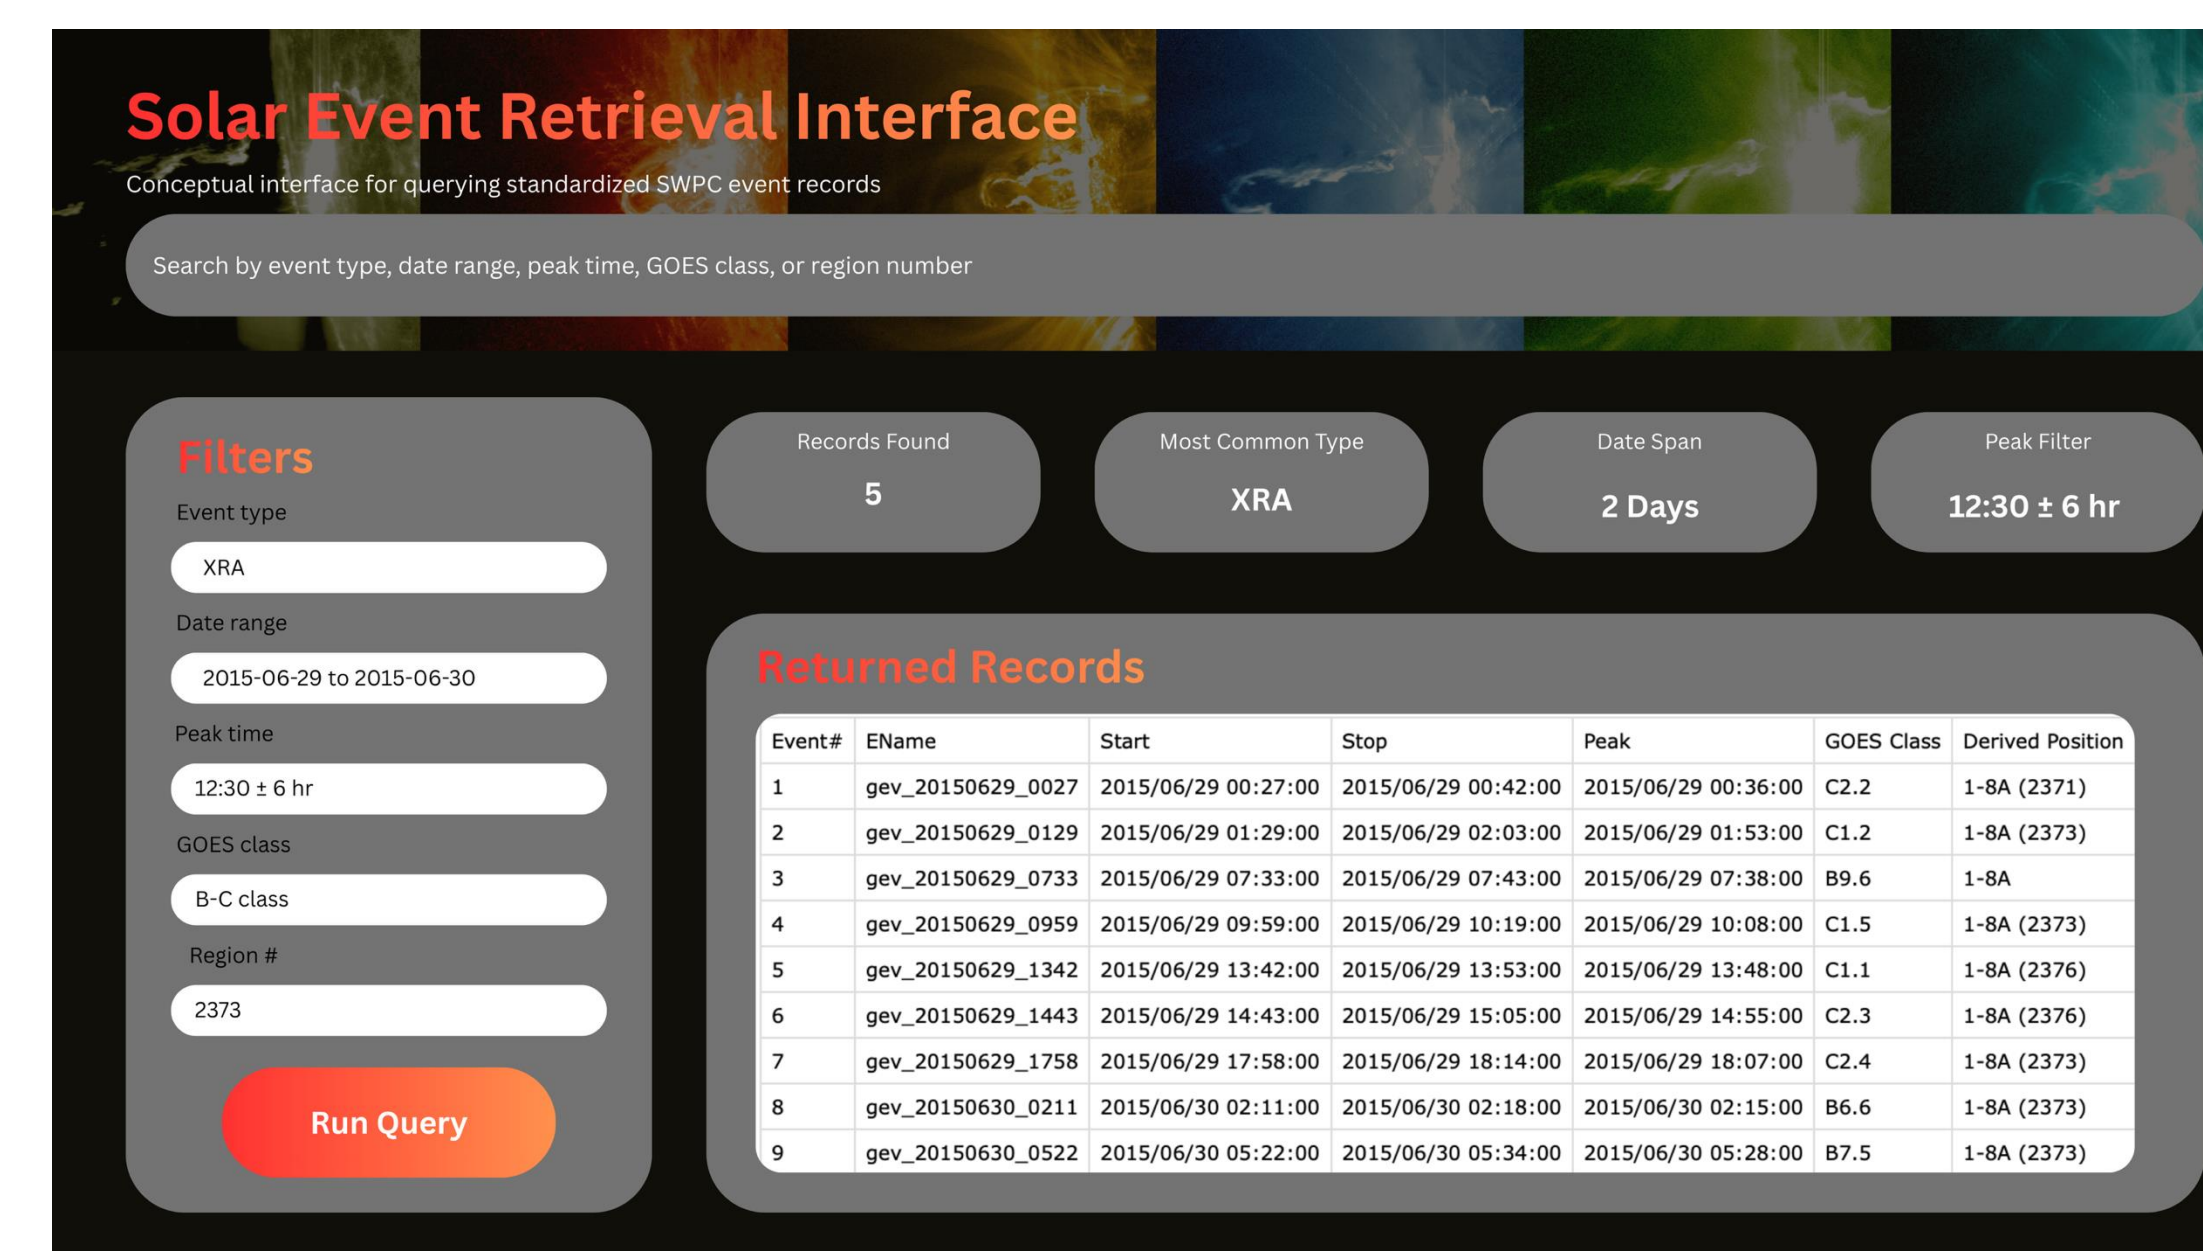 Solar Event Retrieval Interface
Conceptual interface for querying standardized SWPC event records
Search by event type, date range, peak time, GOES class, or region number
Filters
Event type
XRA
Date range
2015-06-29 to 2015-06-30
Peak time
12:30 ± 6 hr
GOES class
B-C class
Region #
2373
Run Query
Records Found
5
Most Common Type
XRA
Date Span
2 Days
Peak Filter
12:30 ± 6 hr
Returned Records
Event# EName Start Stop Peak GOES Class Derived Position
1 gev_20150629_0027 2015/06/29 00:27:00 2015/06/29 00:42:00 2015/06/29 00:36:00 C2.2 1-8A (2371)
2 gev_20150629_0129 2015/06/29 01:29:00 2015/06/29 02:03:00 2015/06/29 01:53:00 C1.2 1-8A (2373)
3 gev_20150629_0733 2015/06/29 07:33:00 2015/06/29 07:43:00 2015/06/29 07:38:00 B9.6 1-8A
4 gev_20150629_0959 2015/06/29 09:59:00 2015/06/29 10:19:00 2015/06/29 10:08:00 C1.5 1-8A (2373)
5 gev_20150629_1342 2015/06/29 13:42:00 2015/06/29 13:53:00 2015/06/29 13:48:00 C1.1 1-8A (2376)
6 gev_20150629_1443 2015/06/29 14:43:00 2015/06/29 15:05:00 2015/06/29 14:55:00 C2.3 1-8A (2376)
7 gev_20150629_1758 2015/06/29 17:58:00 2015/06/29 18:14:00 2015/06/29 18:07:00 C2.4 1-8A (2373)
8 gev_20150630_0211 2015/06/30 02:11:00 2015/06/30 02:18:00 2015/06/30 02:15:00 B6.6 1-8A (2373)
9 gev_20150630_0522 2015/06/30 05:22:00 2015/06/30 05:34:00 2015/06/30 05:28:00 B7.5 1-8A (2373)